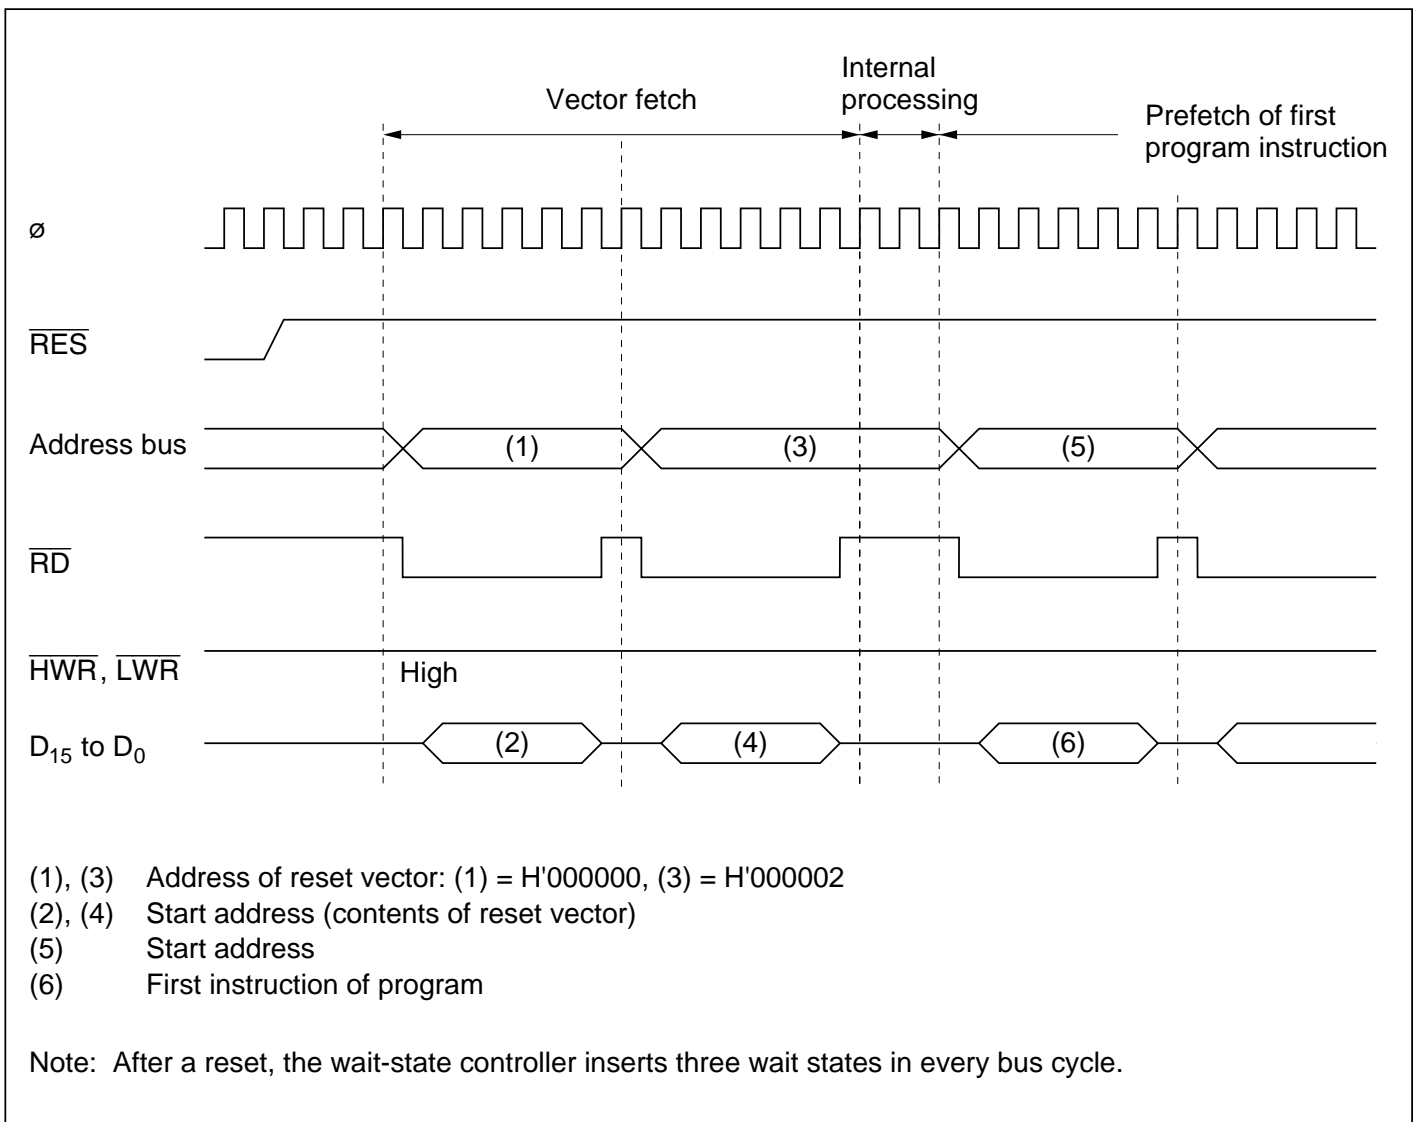 Internal
processing
Vector fetch
Prefetch of first
program instruction
ø
RES
Address bus
(1)
(3)
(5)
RD
HWR, LWR
High
D15 to D0
(2)
(4)
(6)
(1), (3) Address of reset vector: (1) = H'000000, (3) = H'000002
(2), (4) Start address (contents of reset vector)
(5) Start address
(6) First instruction of program
Note: After a reset, the wait-state controller inserts three wait states in every bus cycle.